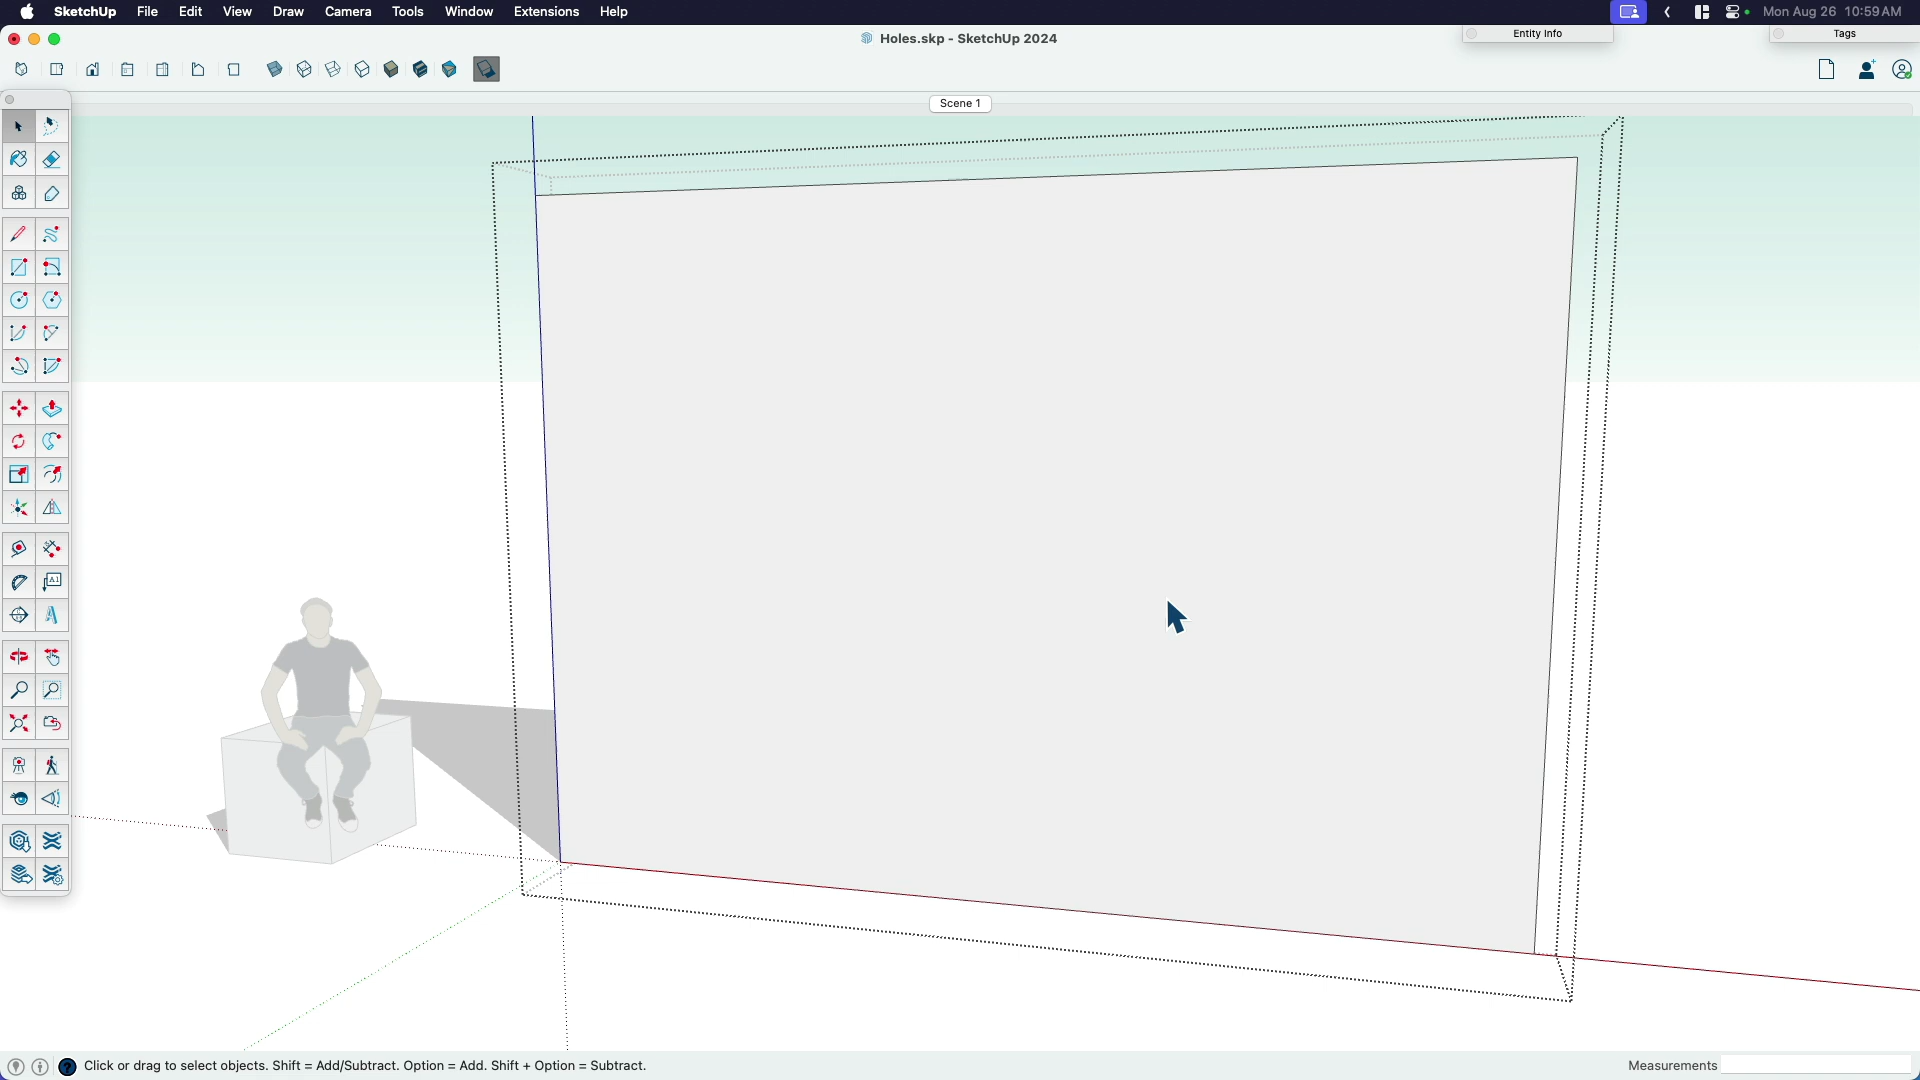 SketchUp File Edit View Draw Camera Tools Window Extensions Help Mon Aug 26 10:59 AM
Holes.skp - SketchUp 2024
Entity Info
Tags
Scene 1
A1
Click or drag to select objects. Shift = Add/Subtract. Option = Add. Shift + Option = Subtract.
Measurements